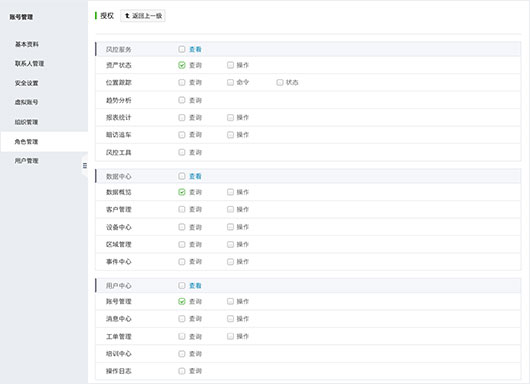 账号管理
基本资料
联系人管理
安全设置
虚拟账号
组织管理
角色管理
用户管理
授权 返回上一级
风控服务 查看
资产状态 查询 操作
位置跟踪 查询 命令 状态
趋势分析 查询
报表统计 查询 操作
暗访追车 查询 操作
风控工具 查询
数据中心 查看
数据概览 查询 操作
客户管理 查询 操作
设备中心 查询 操作
区域管理 查询 操作
事件中心 查询 操作
用户中心 查看
账号管理 查询 操作
消息中心 查询 操作
工单管理 查询 操作
培训中心 查询
操作日志 查询